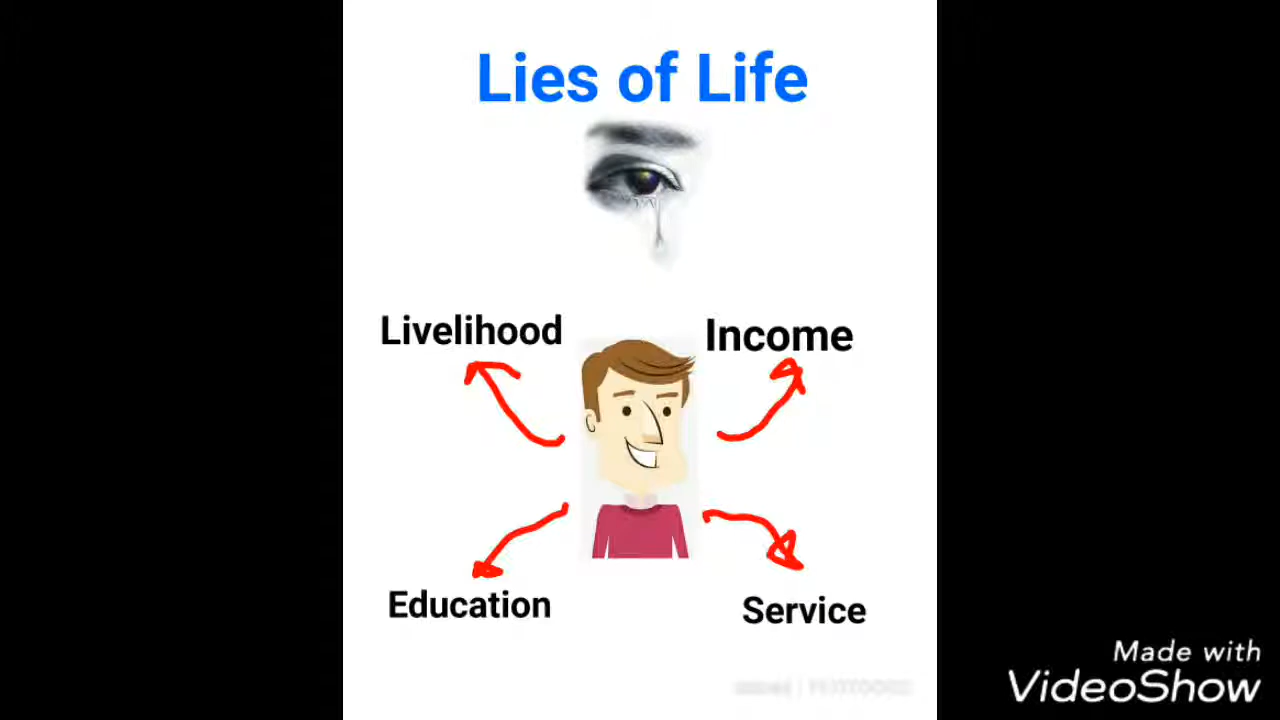 Lies of Life
Livelihood
Income
Education
Service
Made with
VideoShow